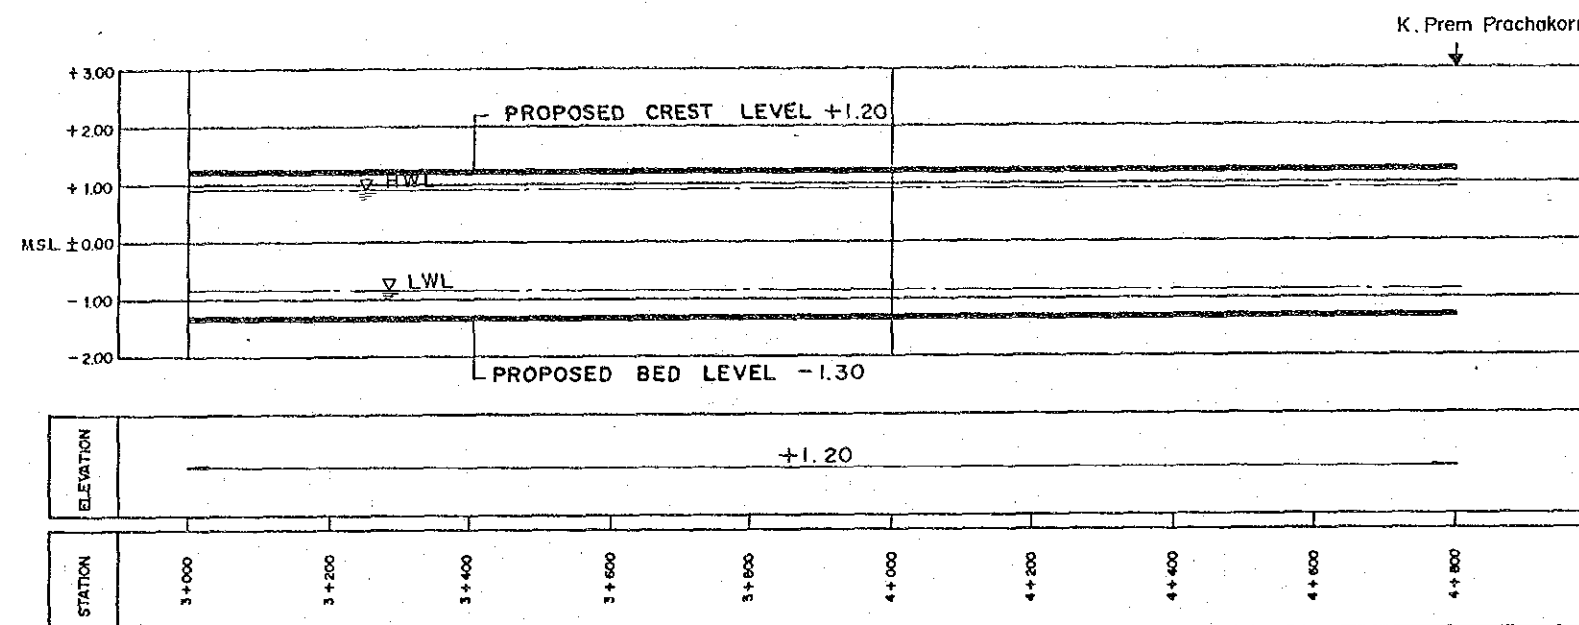 K. Prem Prachakorn
+3.00
PROPOSED CREST LEVEL +1.20
+2.00
HWL
+1.00
MSL ±0.00
LWL
-1.00
-2.00
PROPOSED BED LEVEL -1.30
ELEVATION
+1.20
STATION
3+000
3+200
3+400
3+600
3+800
4+000
4+200
4+400
4+600
4+800